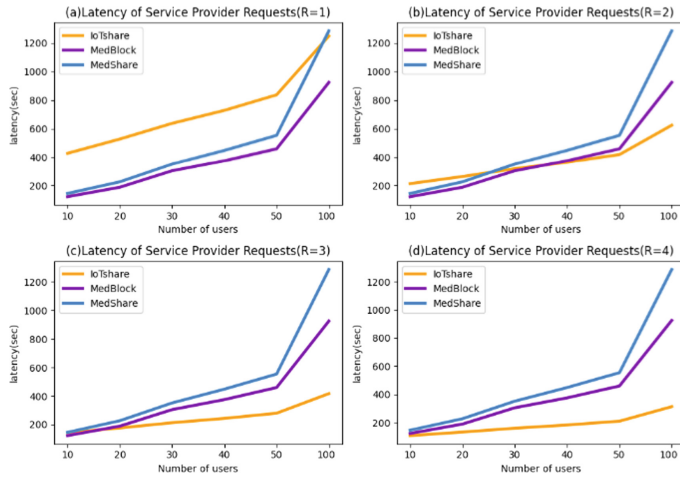 (a)Latency of Service Provider Requests(R=1)
IoTshare
MedBlock
MedShare
latency(sec)
1200
1000
800
600
400
200
10 20 30 40 50 100
Number of users
(b)Latency of Service Provider Requests(R=2)
IoTshare
MedBlock
MedShare
1200
1000
800
600
400
200
10 20 30 40 50 100
Number of users
(c)Latency of Service Provider Requests(R=3)
IoTshare
MedBlock
MedShare
latency(sec)
1200
1000
800
600
400
200
10 20 30 40 50 100
Number of users
(d)Latency of Service Provider Requests(R=4)
IoTshare
MedBlock
MedShare
1200
1000
800
600
400
200
10 20 30 40 50 100
Number of users